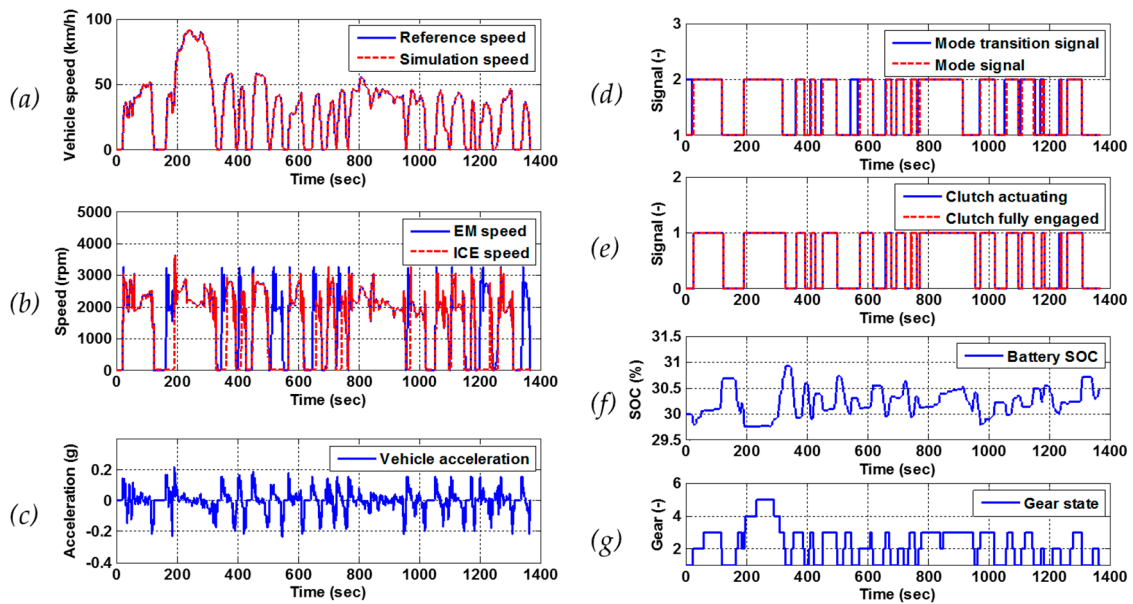 (a)
Vehicle speed (km/h)
100
50
0
Reference speed
Simulation speed
0 200 400 600 800 1000 1200 1400
Time (sec)
(b)
Speed (rpm)
5000
4000
3000
2000
1000
0
EM speed
ICE speed
0 200 400 600 800 1000 1200 1400
Time (sec)
(c)
Acceleration (g)
0.2
0
-0.2
-0.4
Vehicle acceleration
0 200 400 600 800 1000 1200 1400
Time (sec)
(d)
Signal (-)
3
2
1
Mode transition signal
Mode signal
0 200 400 600 800 1000 1200 1400
Time (sec)
(e)
Signal (-)
2
1
0
Clutch actuating
Clutch fully engaged
0 200 400 600 800 1000 1200 1400
Time (sec)
(f)
SOC (%)
31.5
31
30.5
30
29.5
Battery SOC
0 200 400 600 800 1000 1200 1400
Time (sec)
(g)
Gear (-)
6
4
2
Gear state
0 200 400 600 800 1000 1200 1400
Time (sec)